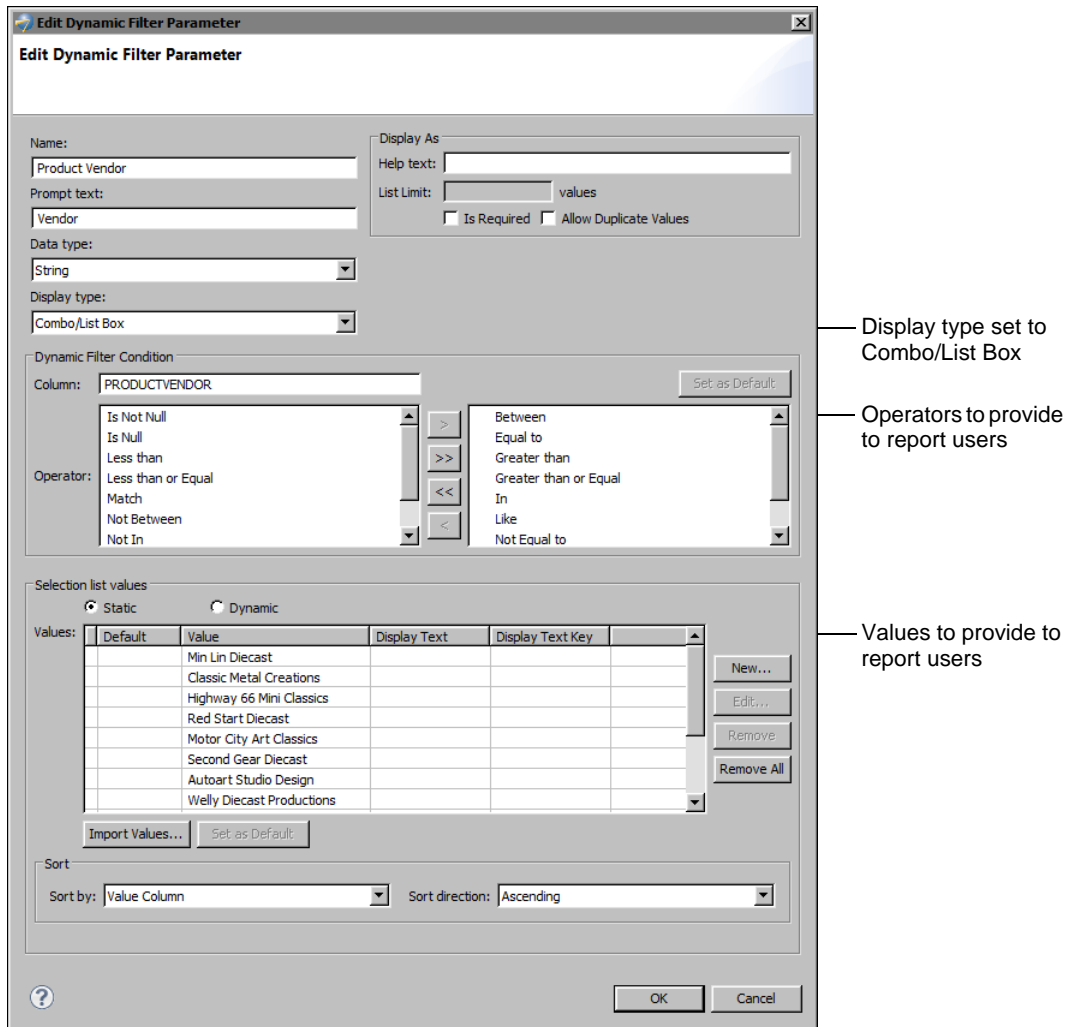 Edit Dynamic Filter Parameter
Edit Dynamic Filter Parameter
Name:
Product Vendor
Prompt text:
Vendor
Data type:
String
Display type:
Combo/List Box
Display As
Help text:
List Limit: values
Is Required Allow Duplicate Values
Display type set to
Combo/List Box
Dynamic Filter Condition
Column: PRODUCTVENDOR Set as Default
Operator:
Is Not Null
Is Null
Less than
Less than or Equal
Match
Not Between
Not In
>
>>
<<
<
Between
Equal to
Greater than
Greater than or Equal
In
Like
Not Equal to
Operators to provide
to report users
Selection list values
Static Dynamic
Values: Default Value Display Text Display Text Key
Min Lin Diecast
Classic Metal Creations
Highway 66 Mini Classics
Red Start Diecast
Motor City Art Classics
Second Gear Diecast
Autoart Studio Design
Welly Diecast Productions
New...
Edit...
Remove
Remove All
Values to provide to
report users
Import Values... Set as Default
Sort
Sort by: Value Column Sort direction: Ascending
?
OK Cancel